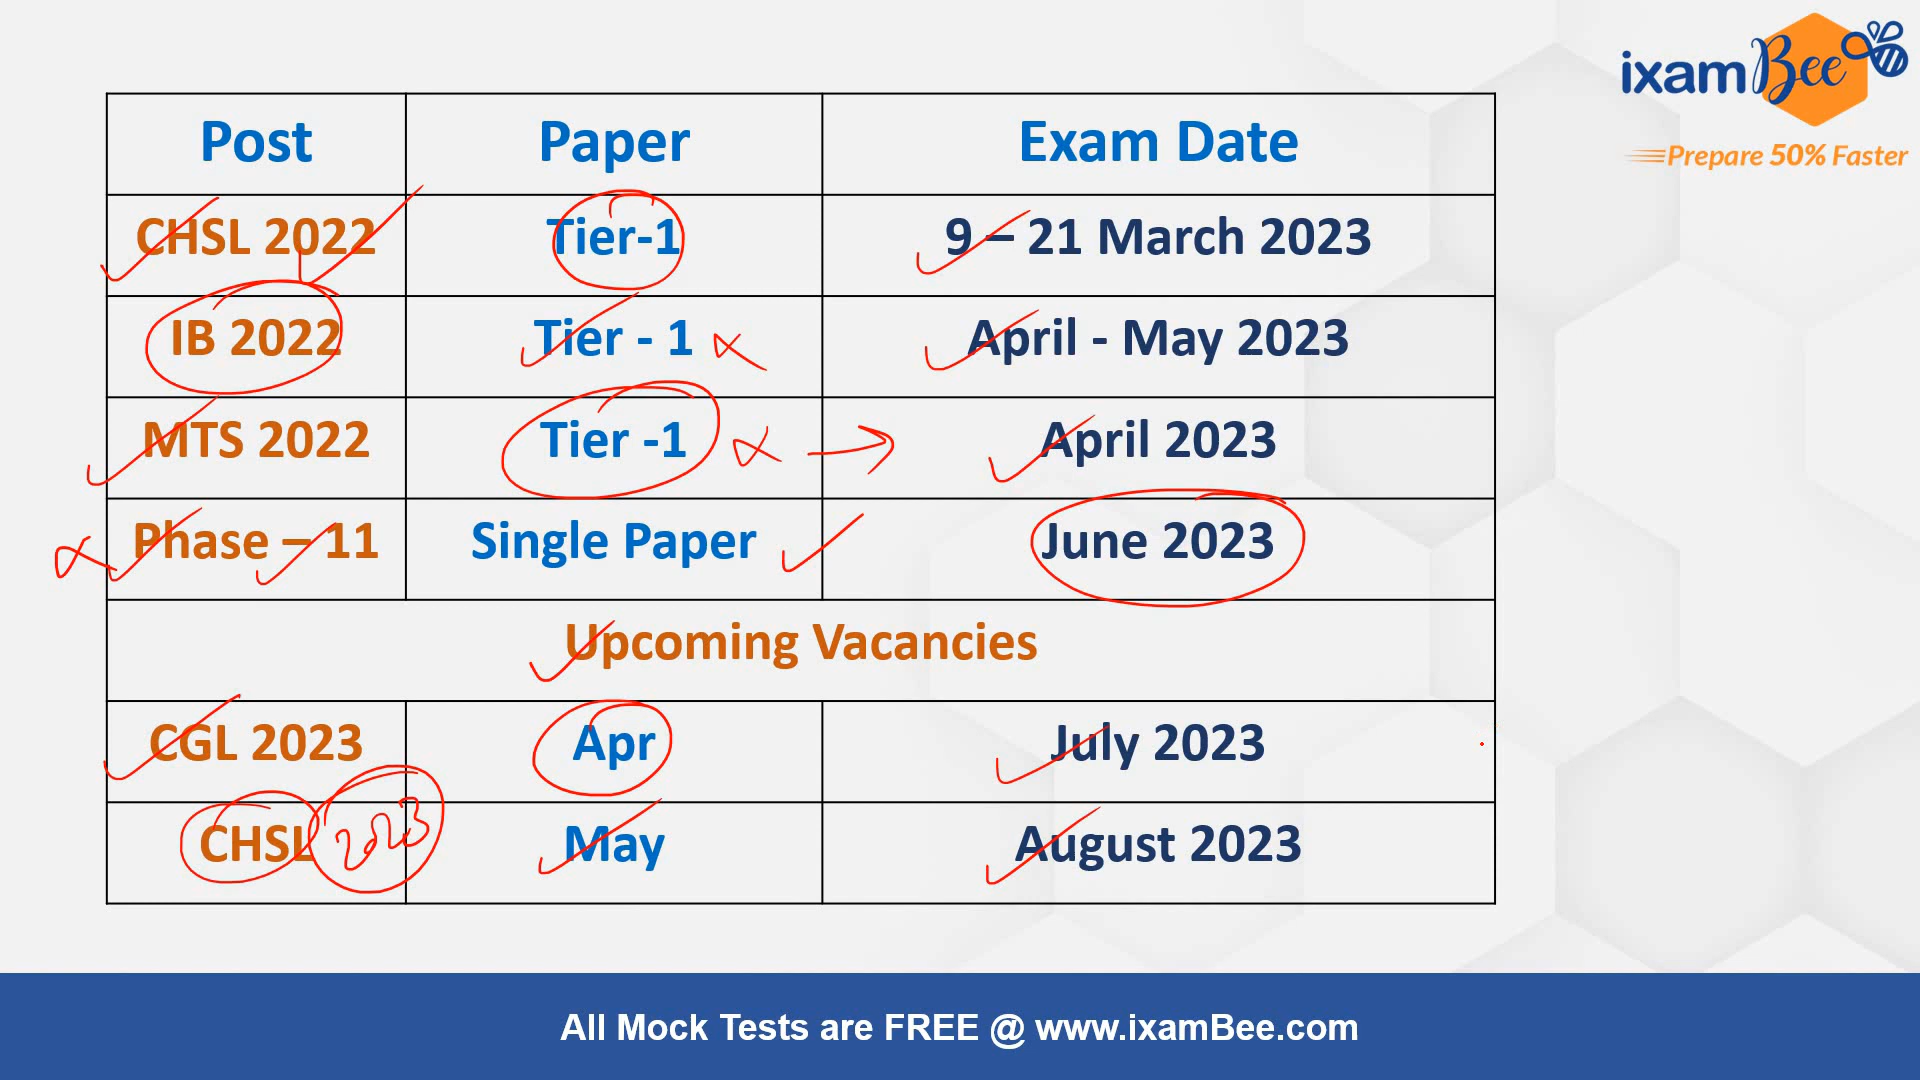 ixamBee
Prepare 50% Faster
Post Paper Exam Date
CHSL 2022 Tier-1 9 – 21 March 2023
IB 2022 Tier - 1 April - May 2023
MTS 2022 Tier -1 April 2023
Phase – 11 Single Paper June 2023
Upcoming Vacancies
CGL 2023 Apr July 2023
CHSL 2023 May August 2023
All Mock Tests are FREE @ www.ixamBee.com